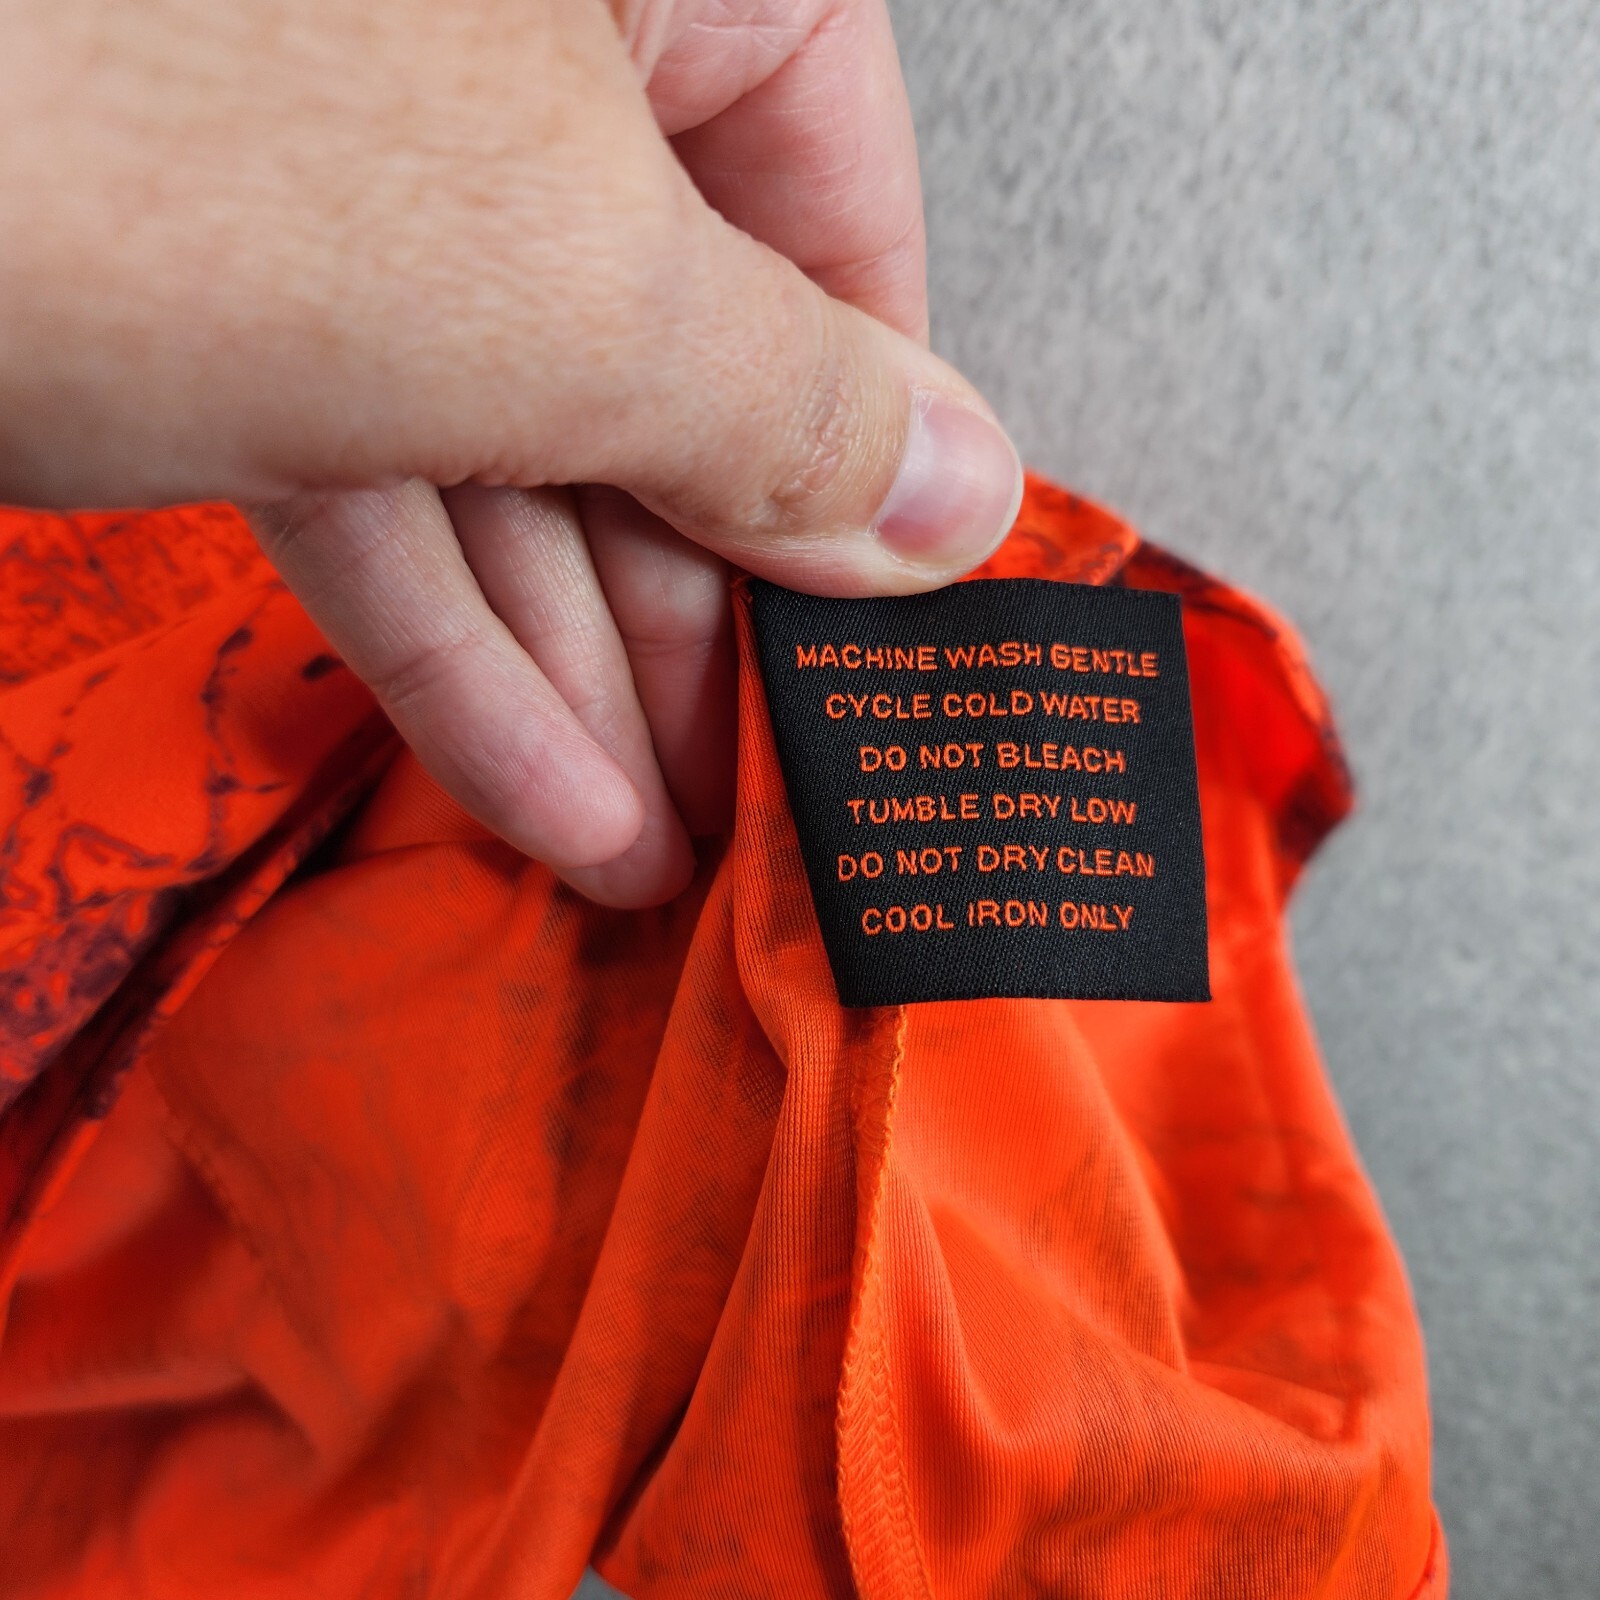 MACHINE WASH GENTLE
CYCLE COLD WATER
DO NOT BLEACH
TUMBLE DRY LOW
DO NOT DRY CLEAN
COOL IRON ONLY